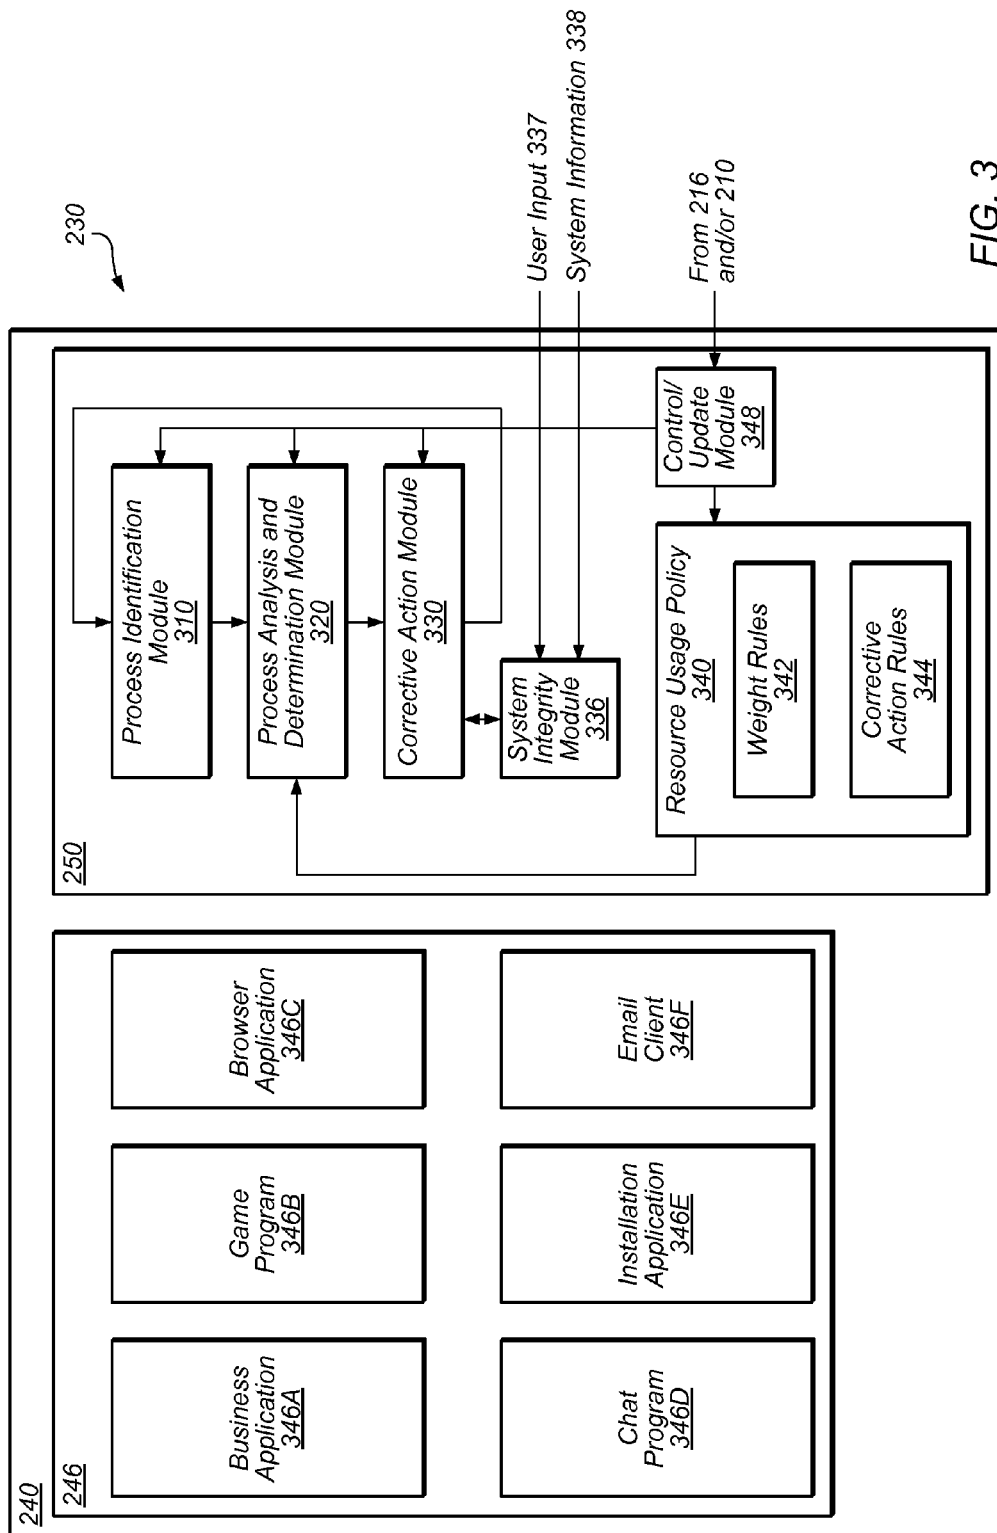 230
240
246
Business
Application
346A
Game
Program
346B
Browser
Application
346C
Chat
Program
346D
Installation
Application
346E
Email
Client
346F
250
Process Identification
Module
310
Process Analysis and
Determination Module
320
Corrective Action Module
330
System
Integrity
Module
336
User Input 337
System Information 338
Resource Usage Policy
340
Weight Rules
342
Corrective
Action Rules
344
Control/
Update
Module
348
From 216
and/or 210
FIG. 3